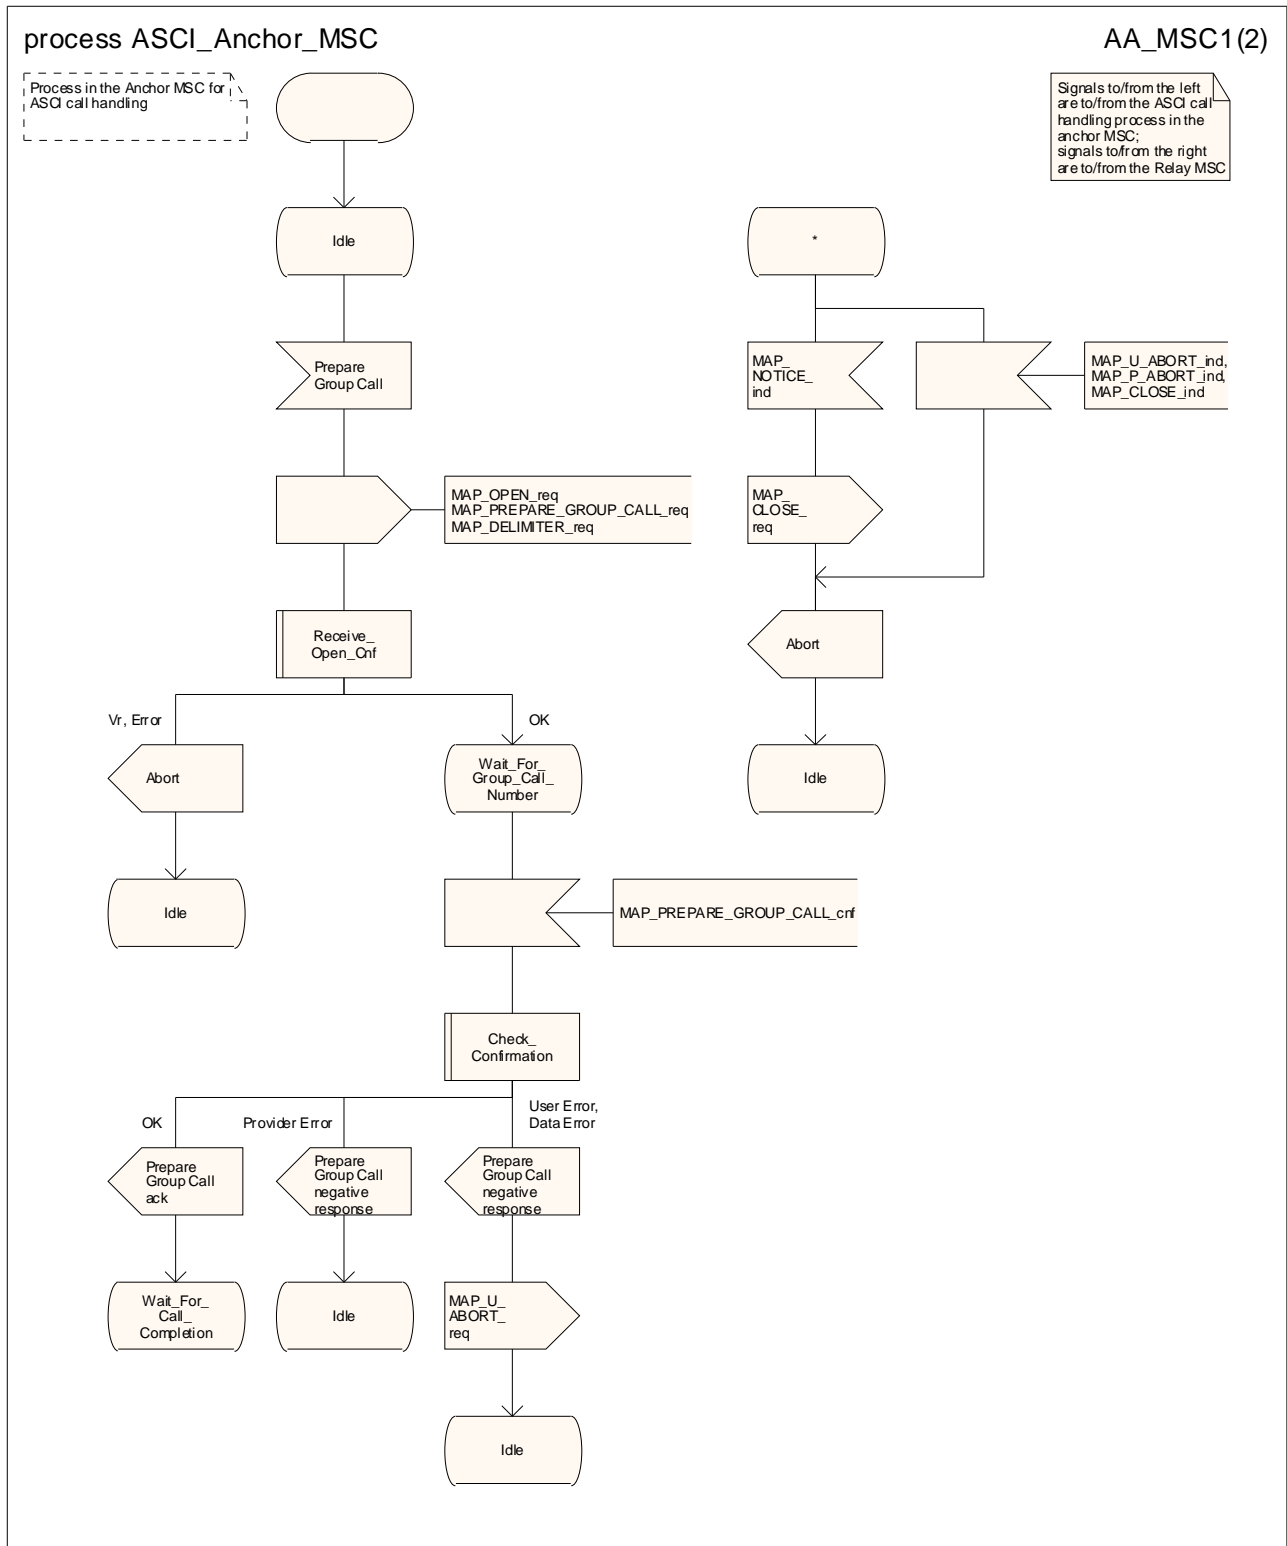 process ASCI_Anchor_MSC
AA_MSC1(2)
Process in the Anchor MSC for
ASCI call handling
Signals to/from the left
are to/from the ASCI call
handling process in the
anchor MSC;
signals to/from the right
are to/from the Relay MSC
Idle
*
Prepare
Group Call
MAP_
NOTICE_
ind
MAP_U_ABORT_ind,
MAP_P_ABORT_ind,
MAP_CLOSE_ind
MAP_OPEN_req
MAP_PREPARE_GROUP_CALL_req
MAP_DELIMITER_req
MAP_
CLOSE_
req
Receive_
Open_Cnf
Abort
Vr, Error
OK
Abort
Wait_For_
Group_Call_
Number
Idle
Idle
MAP_PREPARE_GROUP_CALL_cnf
Check_
Confirmation
OK
Provider Error
User Error,
Data Error
Prepare
Group Call
ack
Prepare
Group Call
negative
response
Prepare
Group Call
negative
response
Wait_For_
Call_
Completion
Idle
MAP_U_
ABORT_
req
Idle